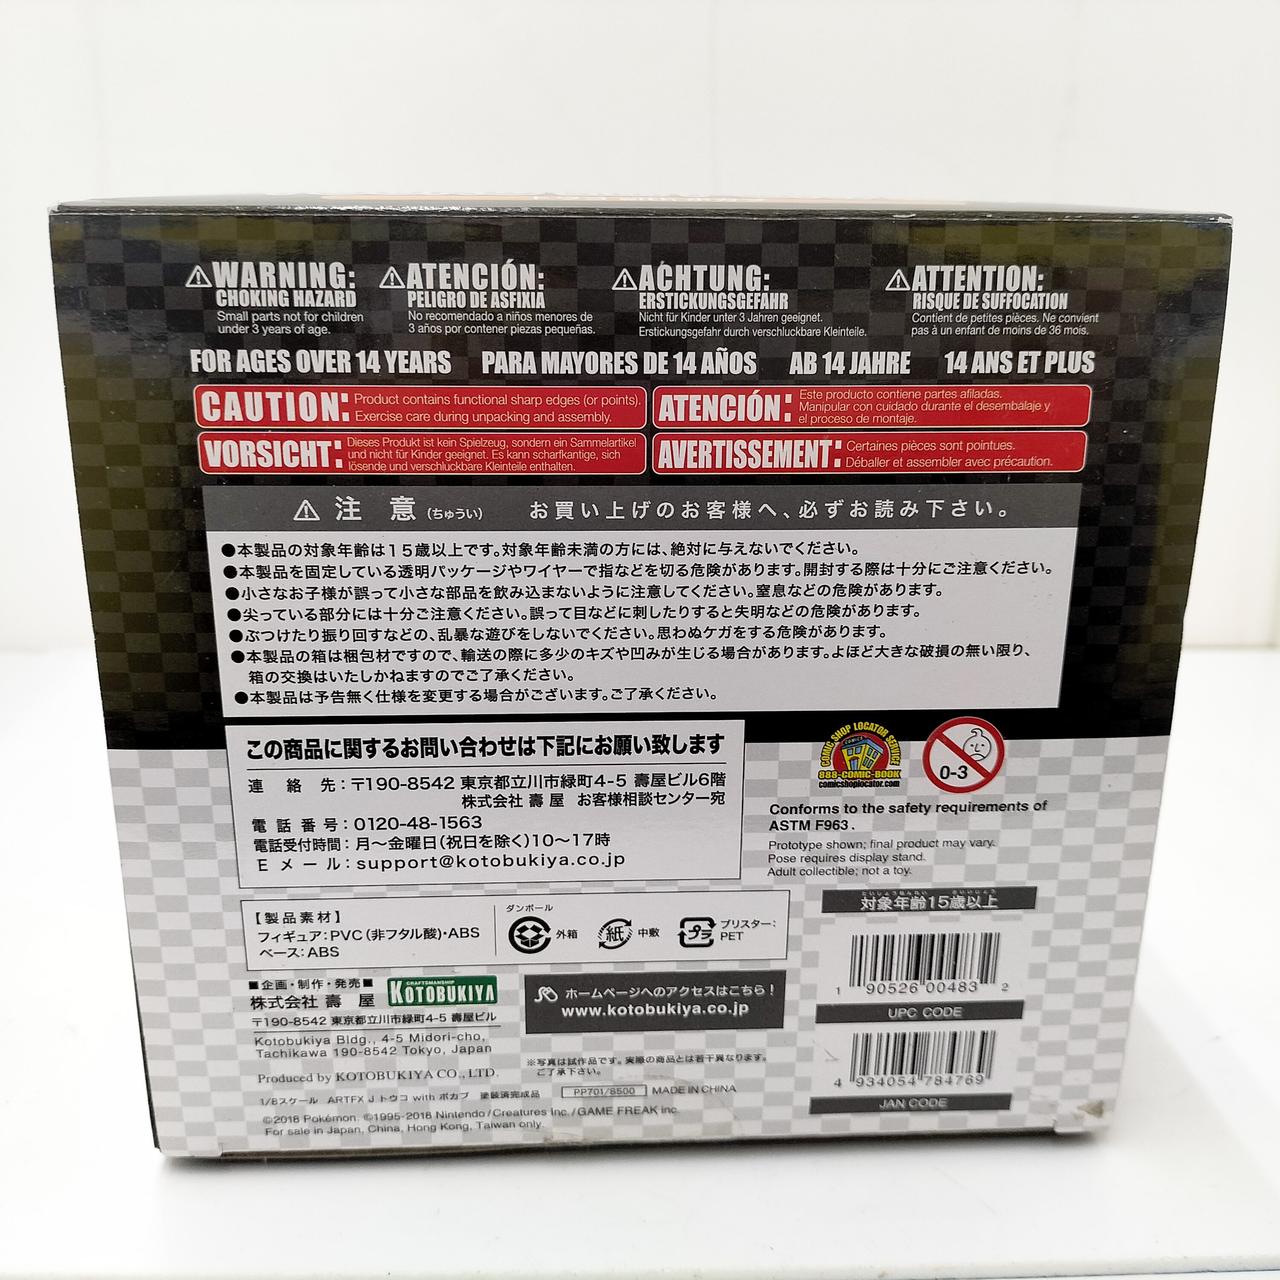 WARNING:
CHOKING HAZARD
Small parts not for children
under 3 years of age.
ATENCIÓN:
PELIGRO DE ASFIXIA
No recomendado a niños menores de
3 años por contener piezas pequeñas.
ACHTUNG:
ERSTICKUNGSGEFAHR
Nicht für Kinder unter 3 Jahren geeignet.
Erstickungsgefahr durch verschluckbare Kleinteile.
ATTENTION:
RISQUE DE SUFFOCATION
Contient de petites pièces. Ne convient
pas à un enfant de moins de 36 mois.
FOR AGES OVER 14 YEARS PARA MAYORES DE 14 AÑOS AB 14 JAHRE 14 ANS ET PLUS
CAUTION: Product contains functional sharp edges (or points).
Exercise care during unpacking and assembly.
ATENCIÓN: Este producto contiene partes afiladas.
Manipular con cuidado durante el desembalaje y
el proceso de montaje.
VORSICHT: Dieses Produkt ist kein Spielzeug, sondern ein Sammelartikel
und nicht für Kinder geeignet. Es kann scharfkantige, sich
lösende und verschluckbare Kleinteile enthalten.
AVERTISSEMENT: Certaines pièces sont pointues.
Déballer et assembler avec précaution.
注 意 (ちゅうい) お買い上げのお客様へ、必ずお読み下さい。
●本製品の対象年齢は15歳以上です。対象年齢未満の方には、絶対に与えないでください。
●本製品を固定している透明パッケージやワイヤーで指などを切る危険があります。開封する際は十分にご注意ください。
●小さなお子様が誤って小さな部品を飲み込まないように注意してください。窒息などの危険があります。
●尖っている部分には十分ご注意ください。誤って目などに刺したりすると失明などの危険があります。
●ぶつけたり振り回すなどの、乱暴な遊びをしないでください。思わぬケガをする危険があります。
●本製品の箱は梱包材ですので、輸送の際に多少のキズや凹みが生じる場合があります。よほど大きな破損の無い限り、
箱の交換はいたしかねますのでご了承ください。
●本製品は予告無く仕様を変更する場合がございます。ご了承ください。
この商品に関するお問い合わせは下記にお願い致します
連 絡 先：〒190-8542 東京都立川市緑町4-5 壽屋ビル6階
株式会社 壽 屋 お客様相談センター宛
電 話 番 号：0120-48-1563
電話受付時間：月～金曜日(祝日を除く)10～17時
E メ ー ル：support@kotobukiya.co.jp
COMIC SHOP LOCATOR SERVICE
COMICS
888-COMIC-BOOK
comicshoplocator.com
0-3
Conforms to the safety requirements of
ASTM F963.
Prototype shown; final product may vary.
Pose requires display stand.
Adult collectible; not a toy.
たいしょうねんれい さいいじょう
対象年齢15歳以上
【製品素材】
フィギュア：PVC(非フタル酸)・ABS
ベース：ABS
ダンボール
外箱
紙
中敷
プラ
ブリスター：
PET
1 90526 00483 2
UPC CODE
4 934054 784769
JAN CODE
■企画・制作・発売■
株式会社 壽 屋
CRAFTSMANSHIP
KOTOBUKIYA
〒190-8542 東京都立川市緑町4-5 壽屋ビル
Kotobukiya Bldg., 4-5 Midori-cho,
Tachikawa 190-8542 Tokyo, Japan
Produced by KOTOBUKIYA CO., LTD.
ホームページへのアクセスはこちら！
www.kotobukiya.co.jp
※写真は試作品です。実際の商品とは若干異なります。
ご了承下さい。
1/8スケール ARTFX J トウコ with ポカブ 塗装済完成品
PP701/8500 MADE IN CHINA
©2018 Pokémon. ©1995-2018 Nintendo/Creatures Inc./GAME FREAK inc.
For sale in Japan, China, Hong Kong, Taiwan only.